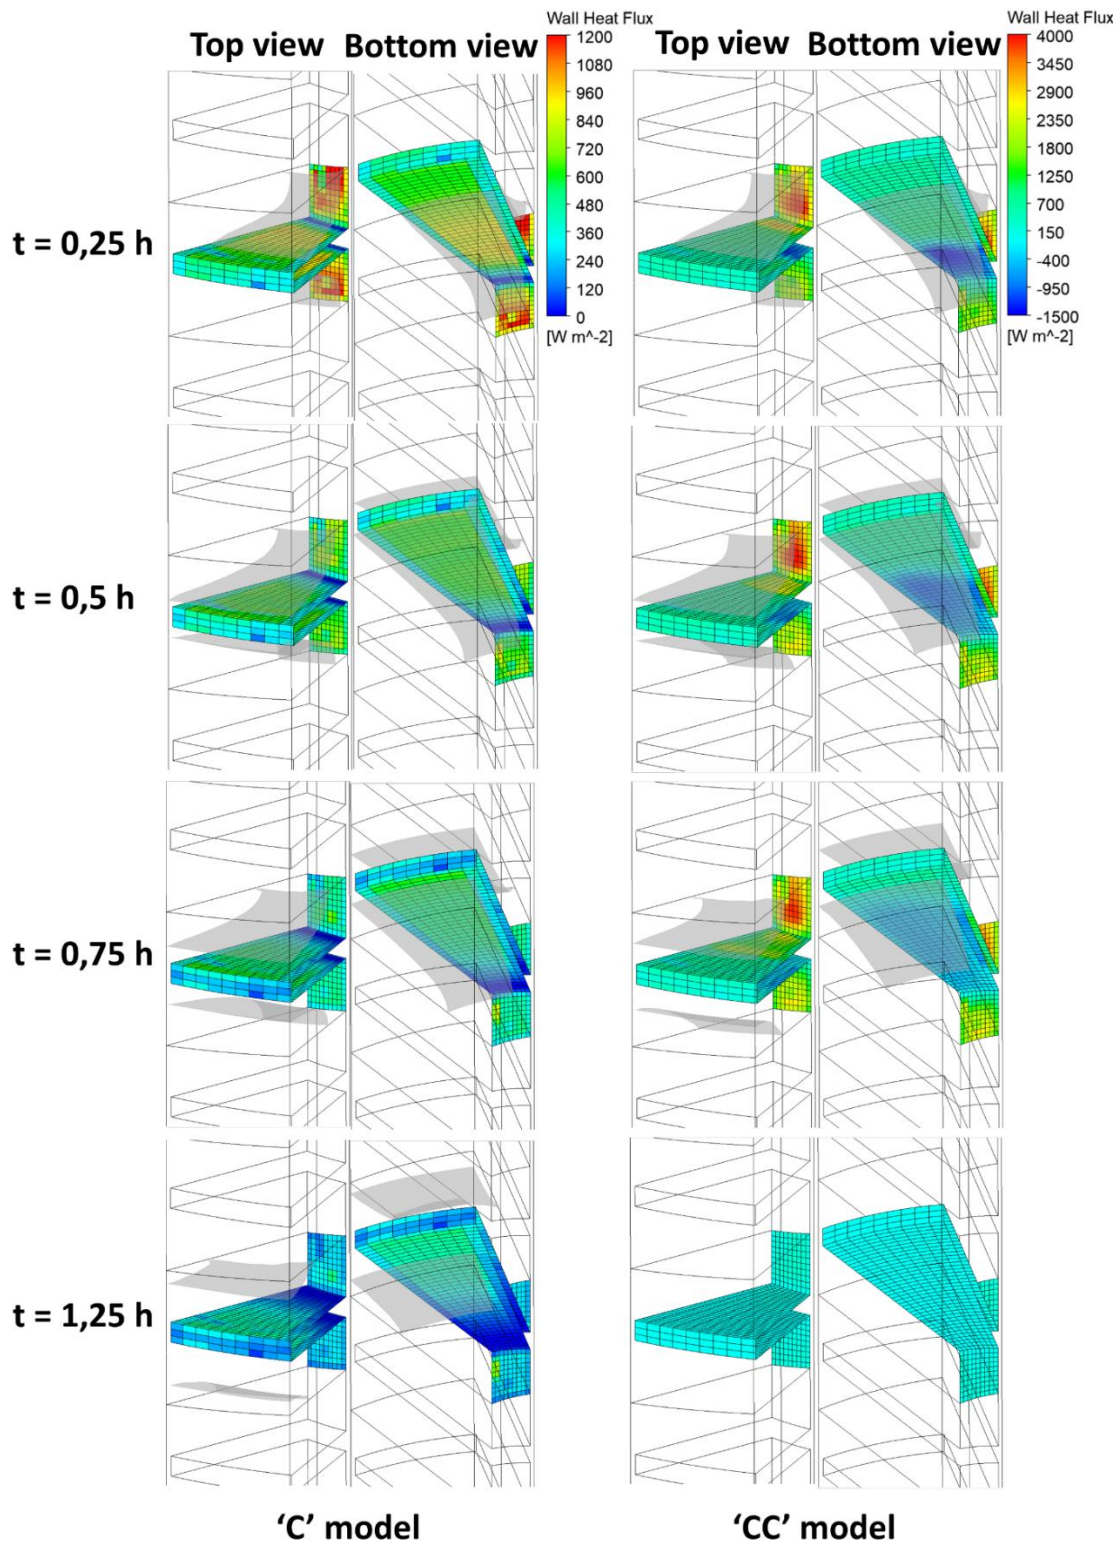 Wall Heat Flux
Top view Bottom view
1200
1080
960
840
720
600
480
360
240
120
0
[W m^-2]
Wall Heat Flux
Top view Bottom view
4000
3450
2900
2350
1800
1250
700
150
-400
-950
-1500
[W m^-2]
t = 0,25 h
t = 0,5 h
t = 0,75 h
t = 1,25 h
‘C’ model
‘CC’ model